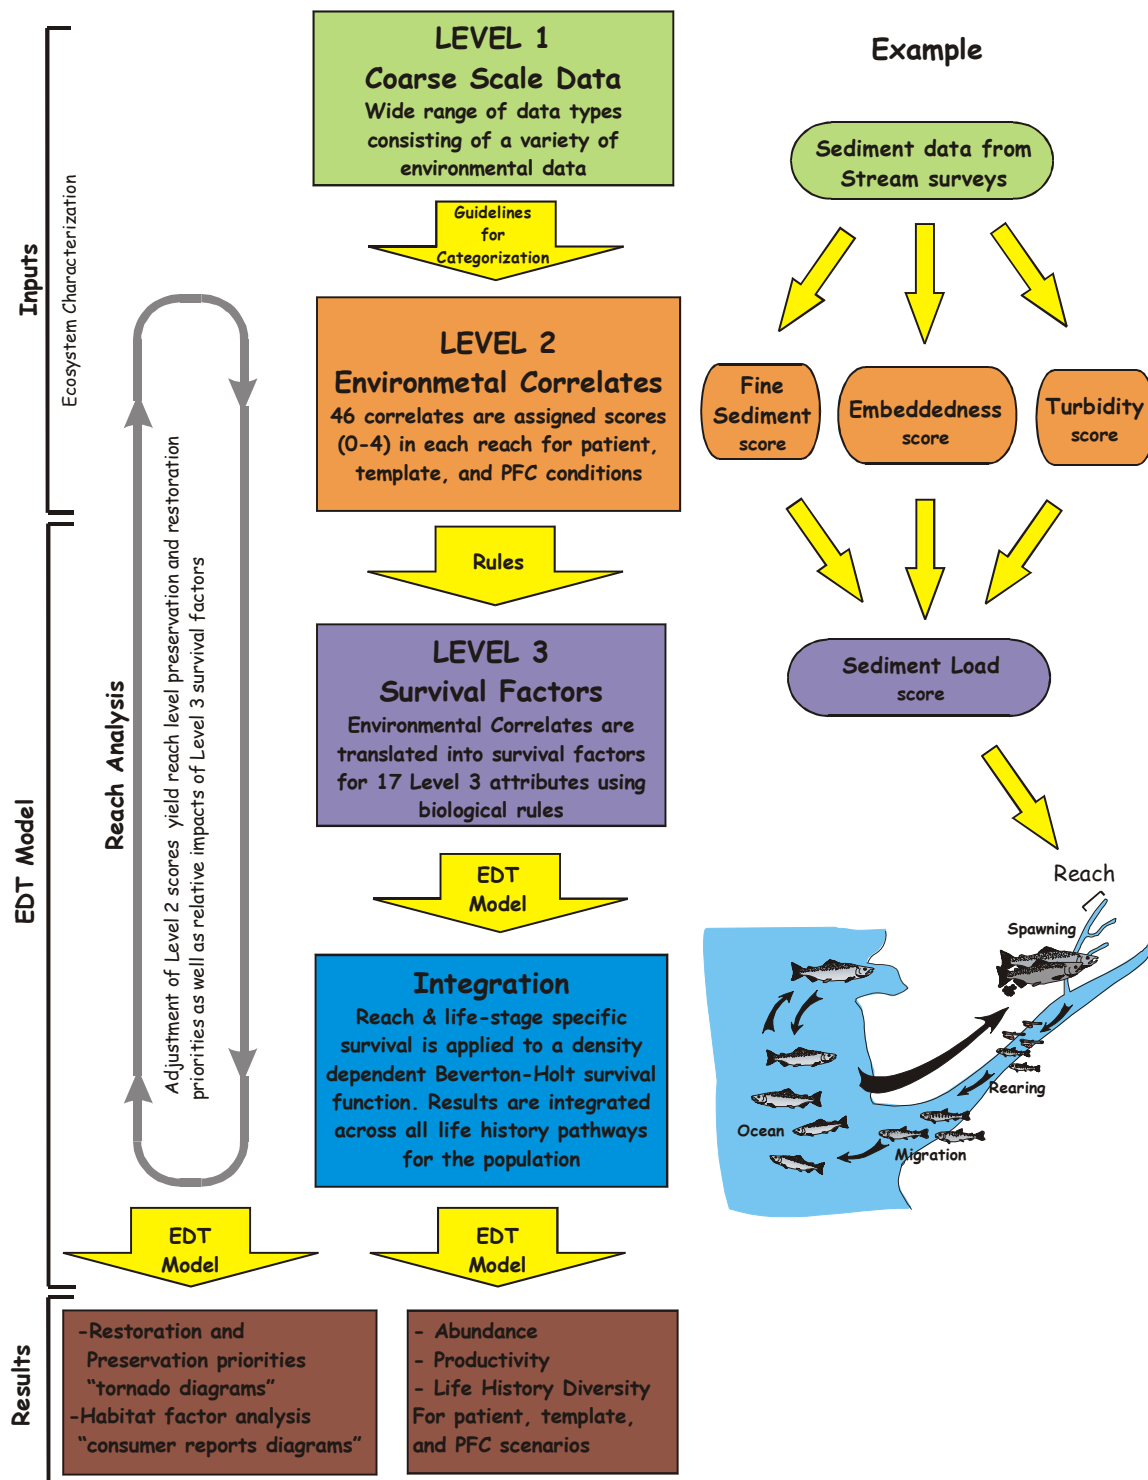 LEVEL 1
Coarse Scale Data
Wide range of data types
consisting of a variety of
environmental data
Guidelines
for
Categorization
LEVEL 2
Environmetal Correlates
46 correlates are assigned scores
(0-4) in each reach for patient,
template, and PFC conditions
Rules
LEVEL 3
Survival Factors
Environmental Correlates are
translated into survival factors
for 17 Level 3 attributes using
biological rules
EDT
Model
Integration
Reach & life-stage specific
survival is applied to a density
dependent Beverton-Holt survival
function. Results are integrated
across all life history pathways
for the population
EDT
Model
EDT
Model
-Restoration and
Preservation priorities
“tornado diagrams”
-Habitat factor analysis
“consumer reports diagrams”
- Abundance
- Productivity
- Life History Diversity
For patient, template,
and PFC scenarios
Inputs
Ecosystem Characterization
EDT Model
Reach Analysis
Adjustment of Level 2 scores yield reach level preservation and restoration
priorities as well as relative impacts of Level 3 survival factors
Results
Example
Sediment data from
Stream surveys
Fine
Sediment
score
Embeddedness
score
Turbidity
score
Sediment Load
score
Reach
Spawning
Rearing
Ocean
Migration